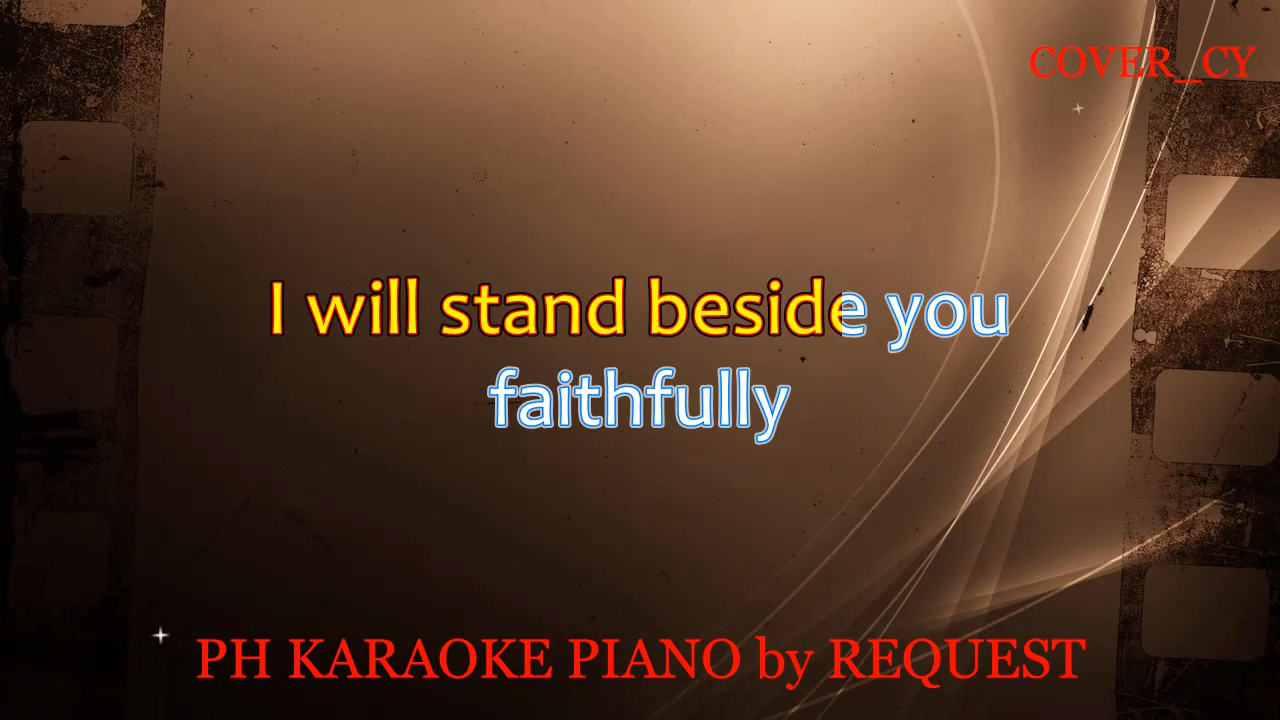 COVER_CY
I will stand beside you
faithfully
PH KARAOKE PIANO by REQUEST